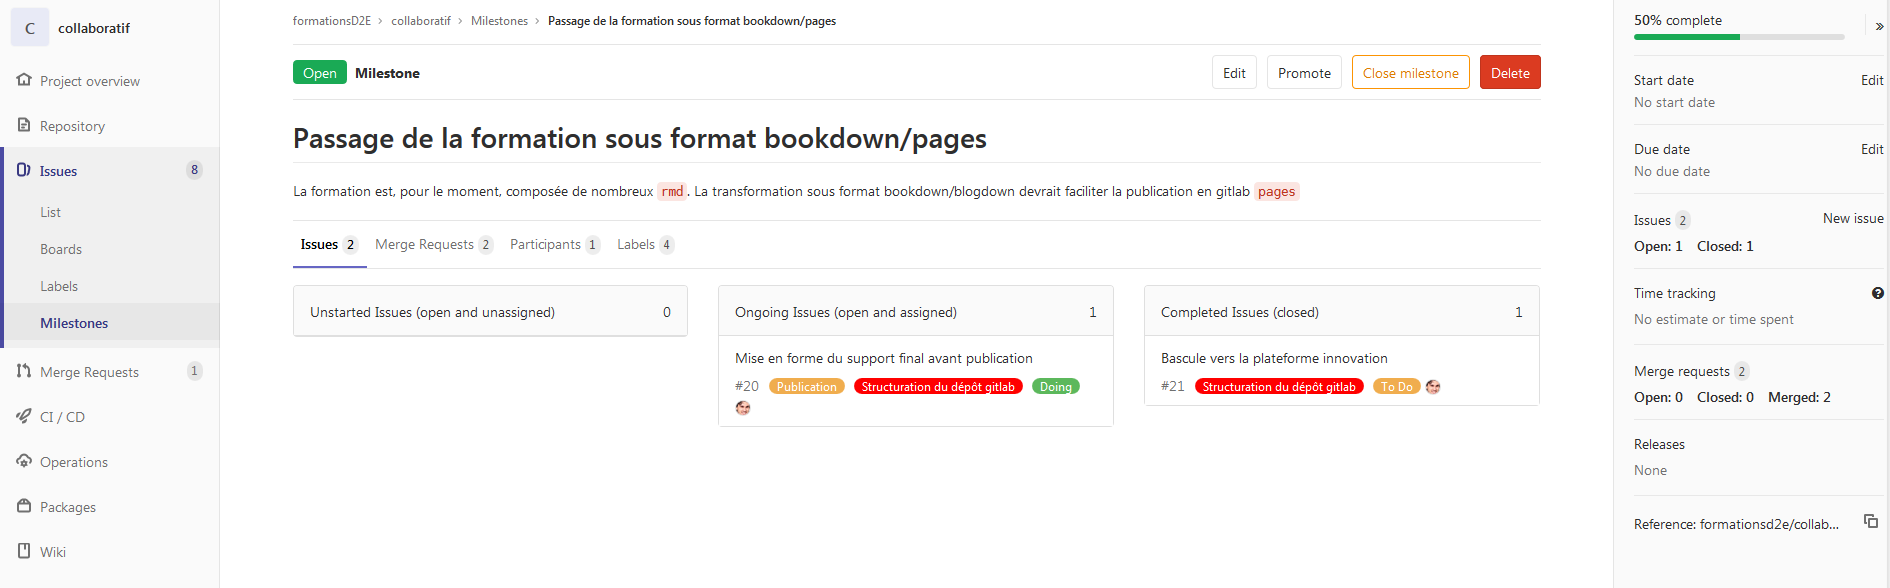 C collaboratif
Project overview
Repository
Issues 8
List
Boards
Labels
Milestones
Merge Requests 1
CI / CD
Operations
Packages
Wiki
formationsD2E > collaboratif > Milestones > Passage de la formation sous format bookdown/pages
Open Milestone Edit Promote Close milestone Delete
Passage de la formation sous format bookdown/pages
La formation est, pour le moment, composée de nombreux rmd. La transformation sous format bookdown/blogdown devrait faciliter la publication en gitlab pages
Issues 2 Merge Requests 2 Participants 1 Labels 4
Unstarted Issues (open and unassigned) 0
Ongoing Issues (open and assigned) 1
Mise en forme du support final avant publication
#20 Publication Structuration du dépôt gitlab Doing
Completed Issues (closed) 1
Bascule vers la plateforme innovation
#21 Structuration du dépôt gitlab To Do
50% complete »
Start date Edit
No start date
Due date Edit
No due date
Issues 2 New issue
Open: 1 Closed: 1
Time tracking ?
No estimate or time spent
Merge requests 2
Open: 0 Closed: 0 Merged: 2
Releases
None
Reference: formationsd2e/collab...